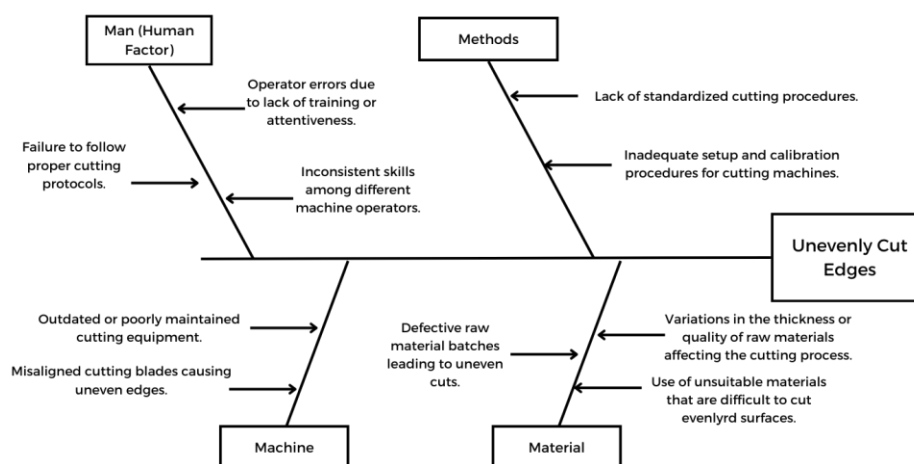 Man (Human
Factor)
Methods
Operator errors due
to lack of training or
attentiveness.
Lack of standardized cutting procedures.
Failure to follow
proper cutting
protocols.
Inconsistent skills
among different
machine operators.
Inadequate setup and calibration
procedures for cutting machines.
Unevenly Cut
Edges
Outdated or poorly maintained
cutting equipment.
Misaligned cutting blades causing
uneven edges.
Defective raw
material batches
leading to uneven
cuts.
Variations in the thickness or
quality of raw materials
affecting the cutting process.
Use of unsuitable materials
that are difficult to cut
evenlyrd surfaces.
Machine
Material